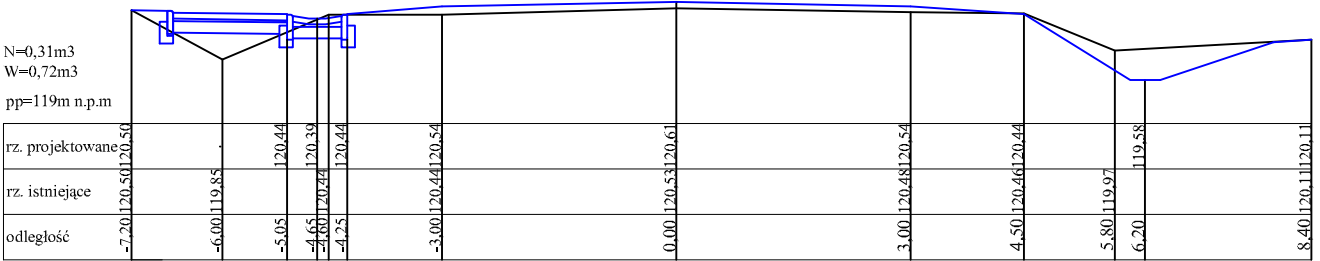 N=0,31m3
W=0,72m3
pp=119m n.p.m
rz. projektowane 120,50 120,44 120,39 120,44 120,54 120,61 120,54 120,44 119,58 120,11
rz. istniejące 120,50 119,85 120,44 120,44 120,53 120,48 120,46 119,97 120,11
odległość -7,20 -6,00 -5,05 -4,65 -4,60 -4,25 -3,00 0,00 3,00 4,50 5,80 6,20 8,40